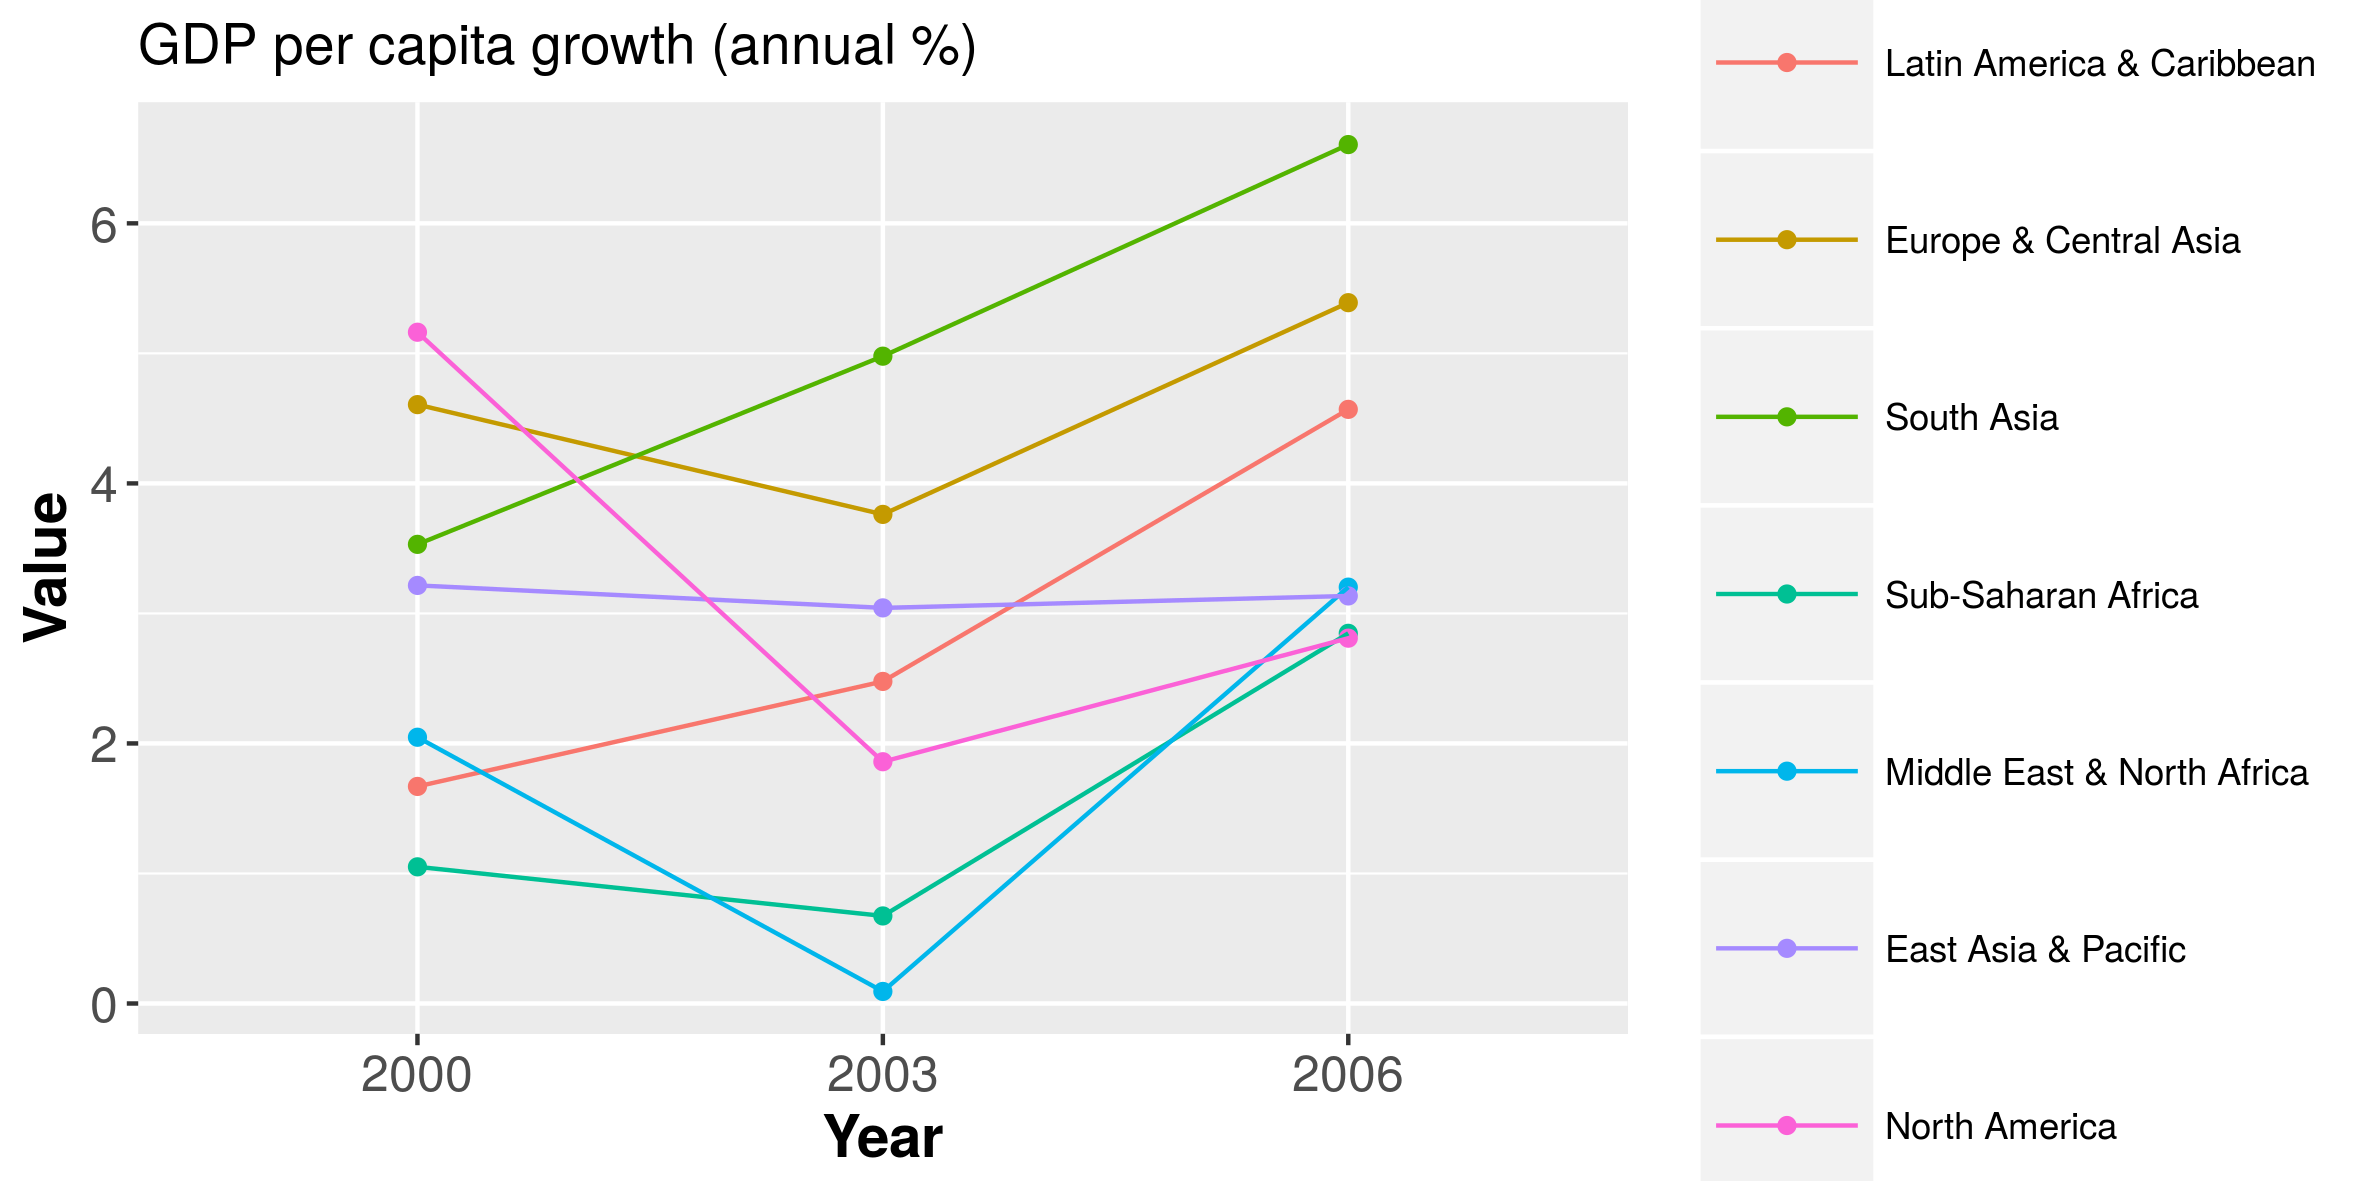 GDP per capita growth (annual %)
Value
6
4
2
0
2000 2003 2006
Year
Latin America & Caribbean
Europe & Central Asia
South Asia
Sub-Saharan Africa
Middle East & North Africa
East Asia & Pacific
North America